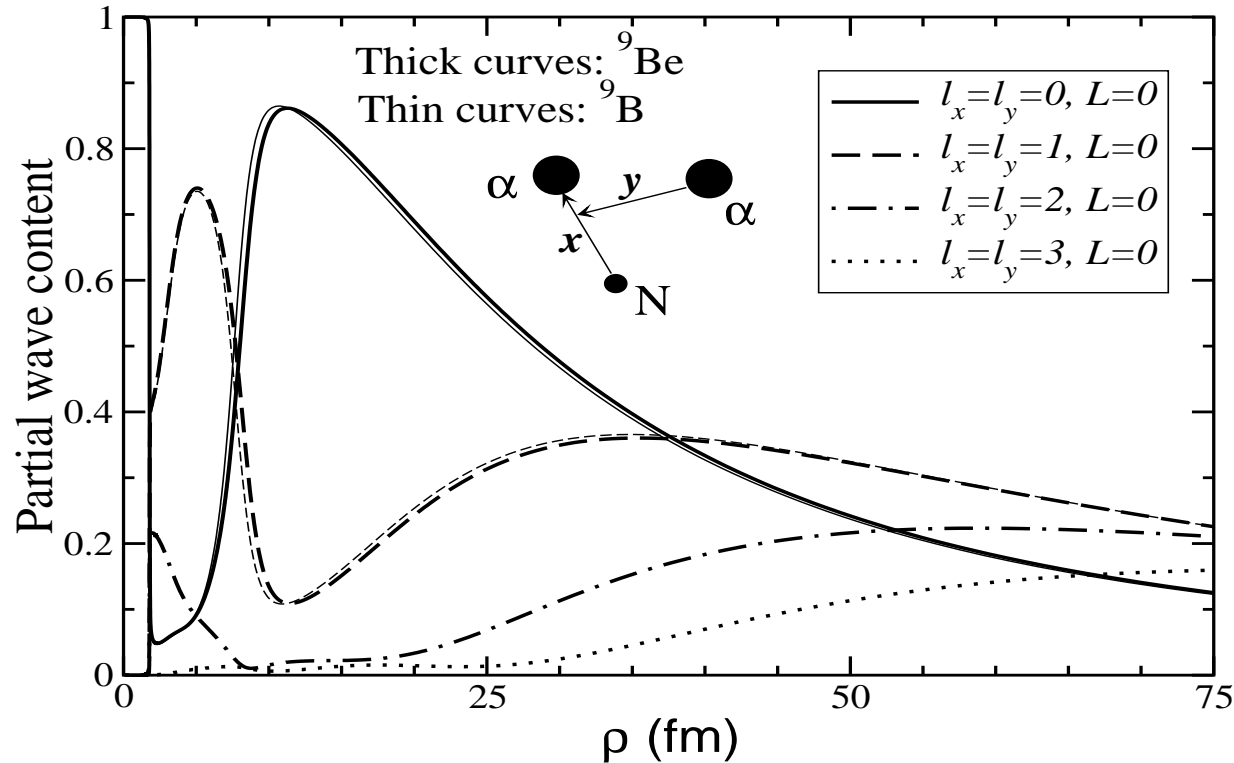 Thick curves: ⁹Be
Thin curves: ⁹B
l_x=l_y=0, L=0
l_x=l_y=1, L=0
l_x=l_y=2, L=0
l_x=l_y=3, L=0
α
y
α
x
N
Partial wave content
1
0.8
0.6
0.4
0.2
0
0
25
50
75
ρ (fm)